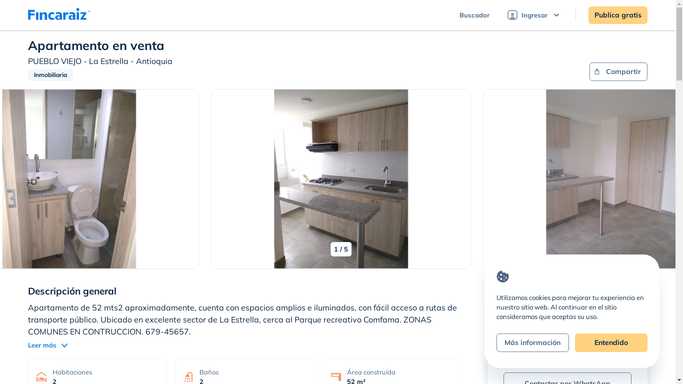 Fincaraiz
Buscador
Ingresar
Publica gratis
Apartamento en venta
PUEBLO VIEJO - La Estrella - Antioquia
Inmobiliaria
Compartir
1 / 5
Descripción general
Apartamento de 52 mts2 aproximadamente, cuenta con espacios amplios e iluminados, con fácil acceso a rutas de
transporte público. Ubicado en excelente sector de La Estrella, cerca al Parque recreativo Comfama. ZONAS
COMUNES EN CONTRUCCION. 679-45657.
Leer más
Habitaciones
2
Baños
2
Área construida
52 m²
Utilizamos cookies para mejorar tu experiencia en
nuestro sitio web. Al continuar en el sitio
consideramos que aceptas su uso.
Más información
Entendido
Contactar por WhatsApp